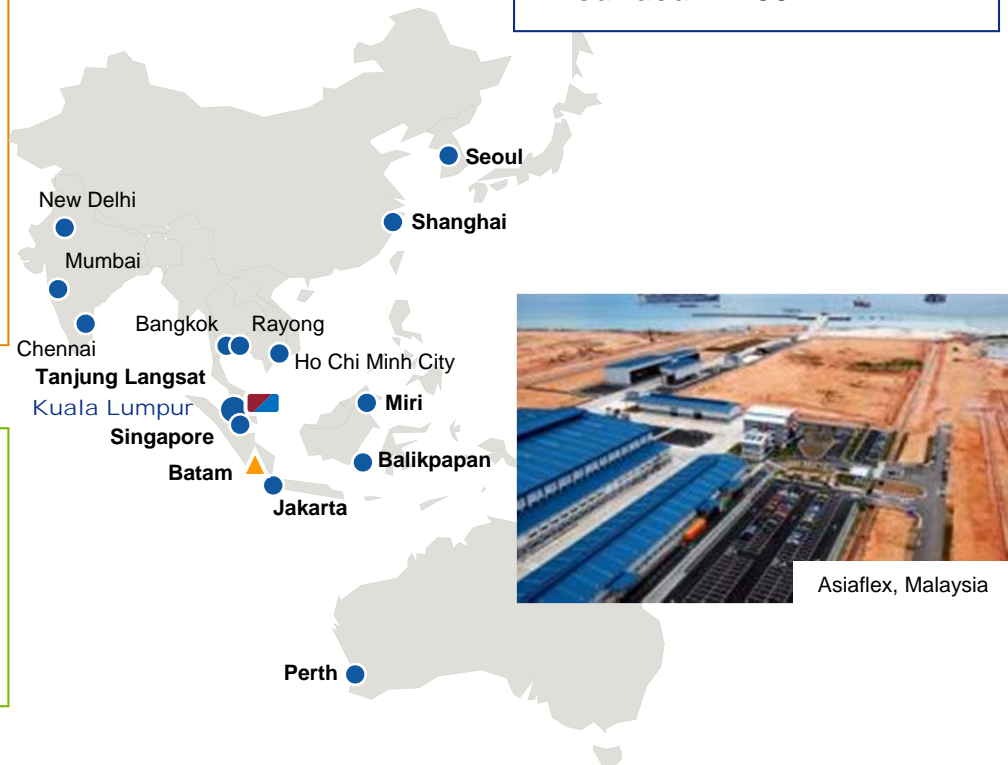 Seoul
Shanghai
New Delhi
Mumbai
Bangkok
Rayong
Chennai
Ho Chi Minh City
Tanjung Langsat
Kuala Lumpur
Miri
Singapore
Balikpapan
Batam
Jakarta
Asiaflex, Malaysia
Perth